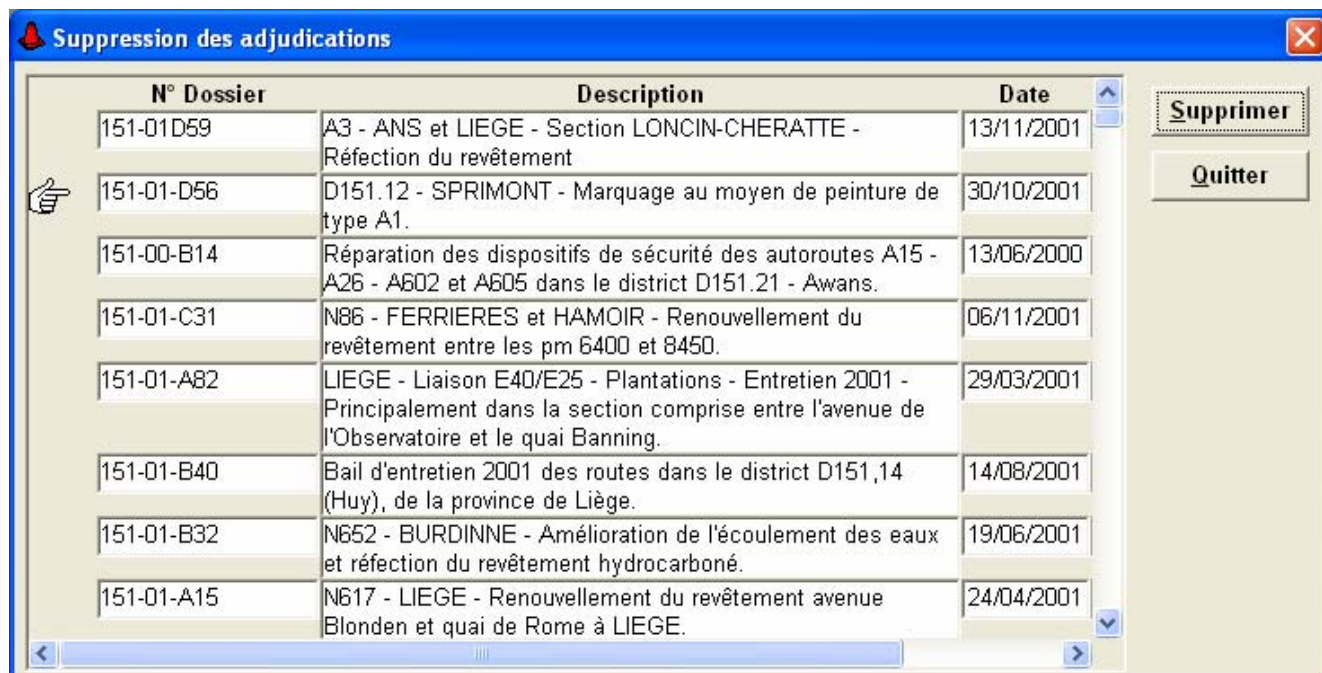 Suppression des adjudications
N° Dossier Description Date
151-01D59 A3 - ANS et LIEGE - Section LONCIN-CHERATTE - 13/11/2001
Réfection du revêtement
151-01-D56 D151.12 - SPRIMONT - Marquage au moyen de peinture de 30/10/2001
type A1.
151-00-B14 Réparation des dispositifs de sécurité des autoroutes A15 - 13/06/2000
A26 - A602 et A605 dans le district D151.21 - Awans.
151-01-C31 N86 - FERRIERES et HAMOIR - Renouvellement du 06/11/2001
revêtement entre les pm 6400 et 8450.
151-01-A82 LIEGE - Liaison E40/E25 - Plantations - Entretien 2001 - 29/03/2001
Principalement dans la section comprise entre l'avenue de
l'Observatoire et le quai Banning.
151-01-B40 Bail d'entretien 2001 des routes dans le district D151,14 14/08/2001
(Huy), de la province de Liège.
151-01-B32 N652 - BURDINNE - Amélioration de l'écoulement des eaux 19/06/2001
et réfection du revêtement hydrocarboné.
151-01-A15 N617 - LIEGE - Renouvellement du revêtement avenue 24/04/2001
Blonden et quai de Rome à LIEGE.
Supprimer
Quitter